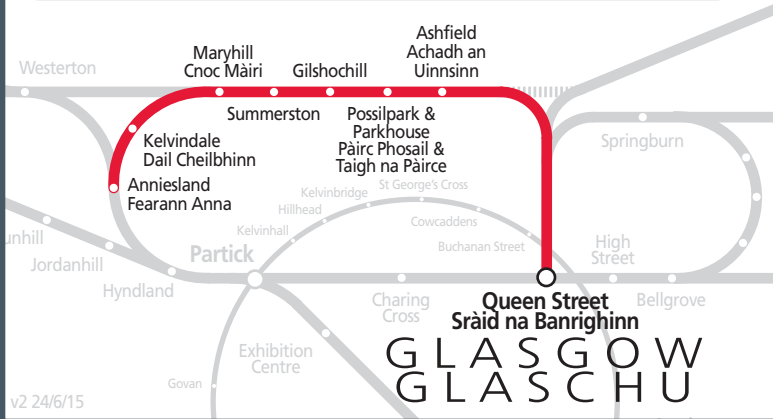 Ashfield
Achadh an
Uinnsinn
Maryhill
Cnoc Màiri
Gilshochill
Westerton
Summerston
Possilpark &
Parkhouse
Pàirc Phosail &
Taigh na Pàirce
Springburn
Kelvindale
Dail Cheilbhinn
Anniesland
Fearann Anna
St George's Cross
Kelvinbridge
Hillhead
Cowcaddens
Kelvinhall
Buchanan Street
unhill
Jordanhill
Partick
High
Street
Hyndland
Charing
Cross
Queen Street
Sràid na Banrighinn
Bellgrove
Exhibition
Centre
GLASGOW
GLASCHU
Govan
v2 24/6/15